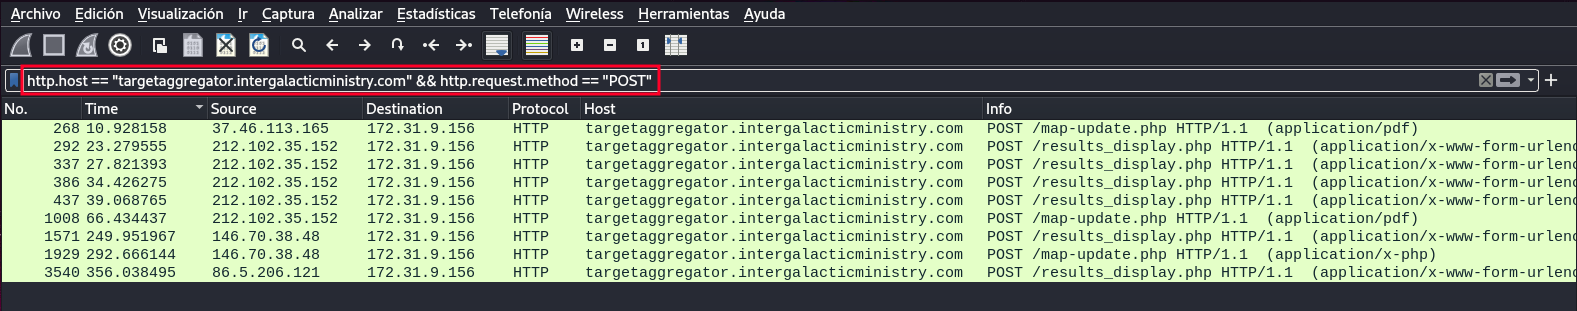 Archivo Edición Visualización Ir Captura Analizar Estadísticas Telefonía Wireless Herramientas Ayuda
http.host == "targetaggregator.intergalacticministry.com" && http.request.method == "POST"
No. Time Source Destination Protocol Host Info
268 10.928158 37.46.113.165 172.31.9.156 HTTP targetaggregator.intergalacticministry.com POST /map-update.php HTTP/1.1 (application/pdf)
292 23.279555 212.102.35.152 172.31.9.156 HTTP targetaggregator.intergalacticministry.com POST /results_display.php HTTP/1.1 (application/x-www-form-urlenc
337 27.821393 212.102.35.152 172.31.9.156 HTTP targetaggregator.intergalacticministry.com POST /results_display.php HTTP/1.1 (application/x-www-form-urlenc
386 34.426275 212.102.35.152 172.31.9.156 HTTP targetaggregator.intergalacticministry.com POST /results_display.php HTTP/1.1 (application/x-www-form-urlenc
437 39.068765 212.102.35.152 172.31.9.156 HTTP targetaggregator.intergalacticministry.com POST /results_display.php HTTP/1.1 (application/x-www-form-urlenc
1008 66.434437 212.102.35.152 172.31.9.156 HTTP targetaggregator.intergalacticministry.com POST /map-update.php HTTP/1.1 (application/pdf)
1571 249.951967 146.70.38.48 172.31.9.156 HTTP targetaggregator.intergalacticministry.com POST /results_display.php HTTP/1.1 (application/x-www-form-urlenc
1929 292.666144 146.70.38.48 172.31.9.156 HTTP targetaggregator.intergalacticministry.com POST /map-update.php HTTP/1.1 (application/x-php)
3540 356.038495 86.5.206.121 172.31.9.156 HTTP targetaggregator.intergalacticministry.com POST /results_display.php HTTP/1.1 (application/x-www-form-urlenc